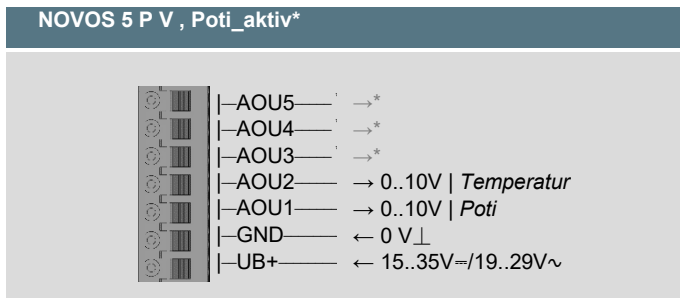 NOVOS 5 P V , Poti_aktiv*
AOU5 →*
AOU4 →*
AOU3 →*
AOU2 → 0..10V | Temperatur
AOU1 → 0..10V | Poti
GND ← 0 V⊥
UB+ ← 15..35V⎓/19..29V∿